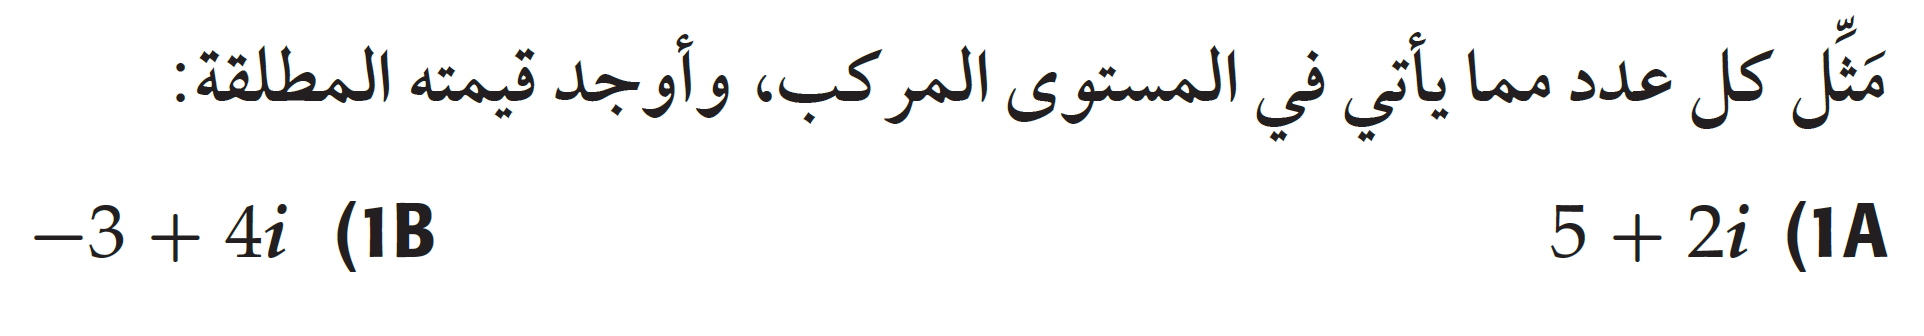 مَثِّل كل عدد مما يأتي في المستوى المركب، وأوجد قيمته المطلقة:
5 + 2i (1A −3 + 4i (1B